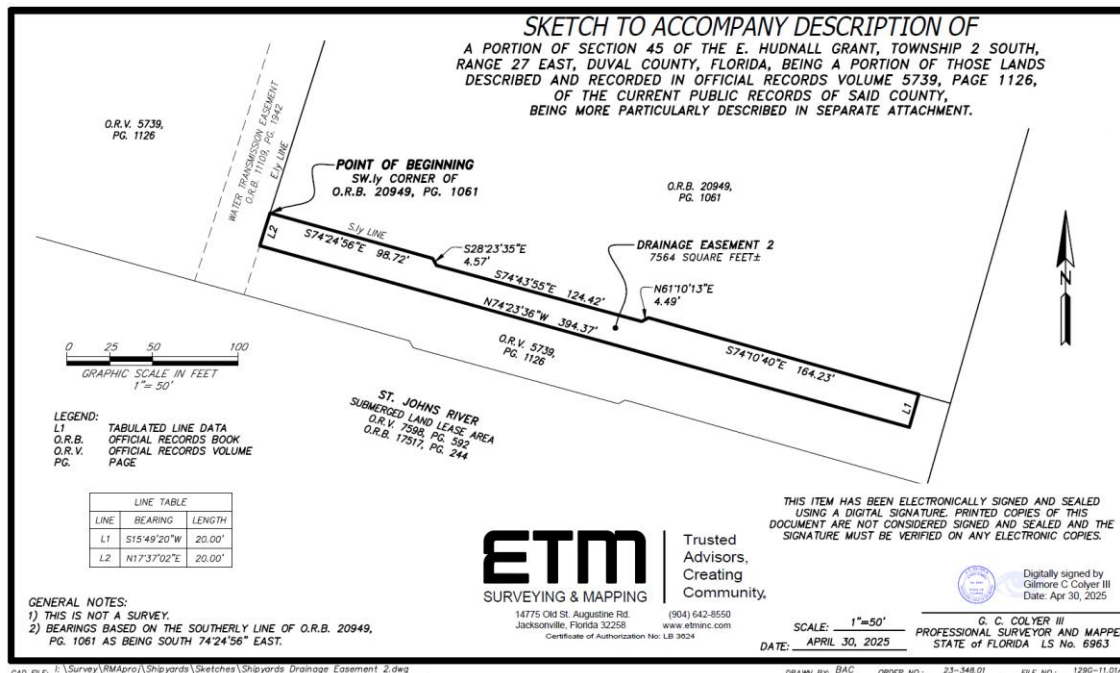 SKETCH TO ACCOMPANY DESCRIPTION OF
A PORTION OF SECTION 45 OF THE E. HUDNALL GRANT, TOWNSHIP 2 SOUTH,
RANGE 27 EAST, DUVAL COUNTY, FLORIDA, BEING A PORTION OF THOSE LANDS
DESCRIBED AND RECORDED IN OFFICIAL RECORDS VOLUME 5739, PAGE 1126,
OF THE CURRENT PUBLIC RECORDS OF SAID COUNTY,
BEING MORE PARTICULARLY DESCRIBED IN SEPARATE ATTACHMENT.
O.R.V. 5739,
PG. 1126
WATER TRANSMISSION EASEMENT
O.R.B. 11109, PG. 1942
E.ly LINE
POINT OF BEGINNING
SW.ly CORNER OF
O.R.B. 20949, PG. 1061
O.R.B. 20949,
PG. 1061
L2
S.ly LINE
S74°24'56"E 98.72'
S28°23'35"E
4.57'
S74°43'55"E 124.42'
DRAINAGE EASEMENT 2
7564 SQUARE FEET±
N61°10'13"E
4.49'
N74°23'36"W 394.37'
S74°10'40"E 164.23'
L1
O.R.V. 5739,
PG. 1126
N
0 25 50 100
GRAPHIC SCALE IN FEET
1"= 50'
ST. JOHNS RIVER
SUBMERGED LAND LEASE AREA
O.R.V. 7598, PG. 592
O.R.B. 17517, PG. 244
LEGEND:
L1 TABULATED LINE DATA
O.R.B. OFFICIAL RECORDS BOOK
O.R.V. OFFICIAL RECORDS VOLUME
PG. PAGE
LINE TABLE
LINE BEARING LENGTH
L1 S15°49'20"W 20.00'
L2 N17°37'02"E 20.00'
GENERAL NOTES:
1) THIS IS NOT A SURVEY.
2) BEARINGS BASED ON THE SOUTHERLY LINE OF O.R.B. 20949,
PG. 1061 AS BEING SOUTH 74°24'56" EAST.
ETM
SURVEYING & MAPPING
Trusted
Advisors,
Creating
Community.
14775 Old St. Augustine Rd.
Jacksonville, Florida 32258
(904) 642-8550
www.etminc.com
Certificate of Authorization No: LB 3624
THIS ITEM HAS BEEN ELECTRONICALLY SIGNED AND SEALED
USING A DIGITAL SIGNATURE. PRINTED COPIES OF THIS
DOCUMENT ARE NOT CONSIDERED SIGNED AND SEALED AND THE
SIGNATURE MUST BE VERIFIED ON ANY ELECTRONIC COPIES.
Digitally signed by
Gilmore C Colyer III
Date: Apr 30, 2025
SCALE: 1"=50'
DATE: APRIL 30, 2025
G. C. COLYER III
PROFESSIONAL SURVEYOR AND MAPPE
STATE of FLORIDA LS No. 6963
CAD FILE: I:\Survey\RMAproj\Shipyards\Sketches\Shipyards Drainage Easement 2.dwg
DRAWN BY: BAC ORDER NO.: 23-348.01 FILE NO.: 129G-11.01A